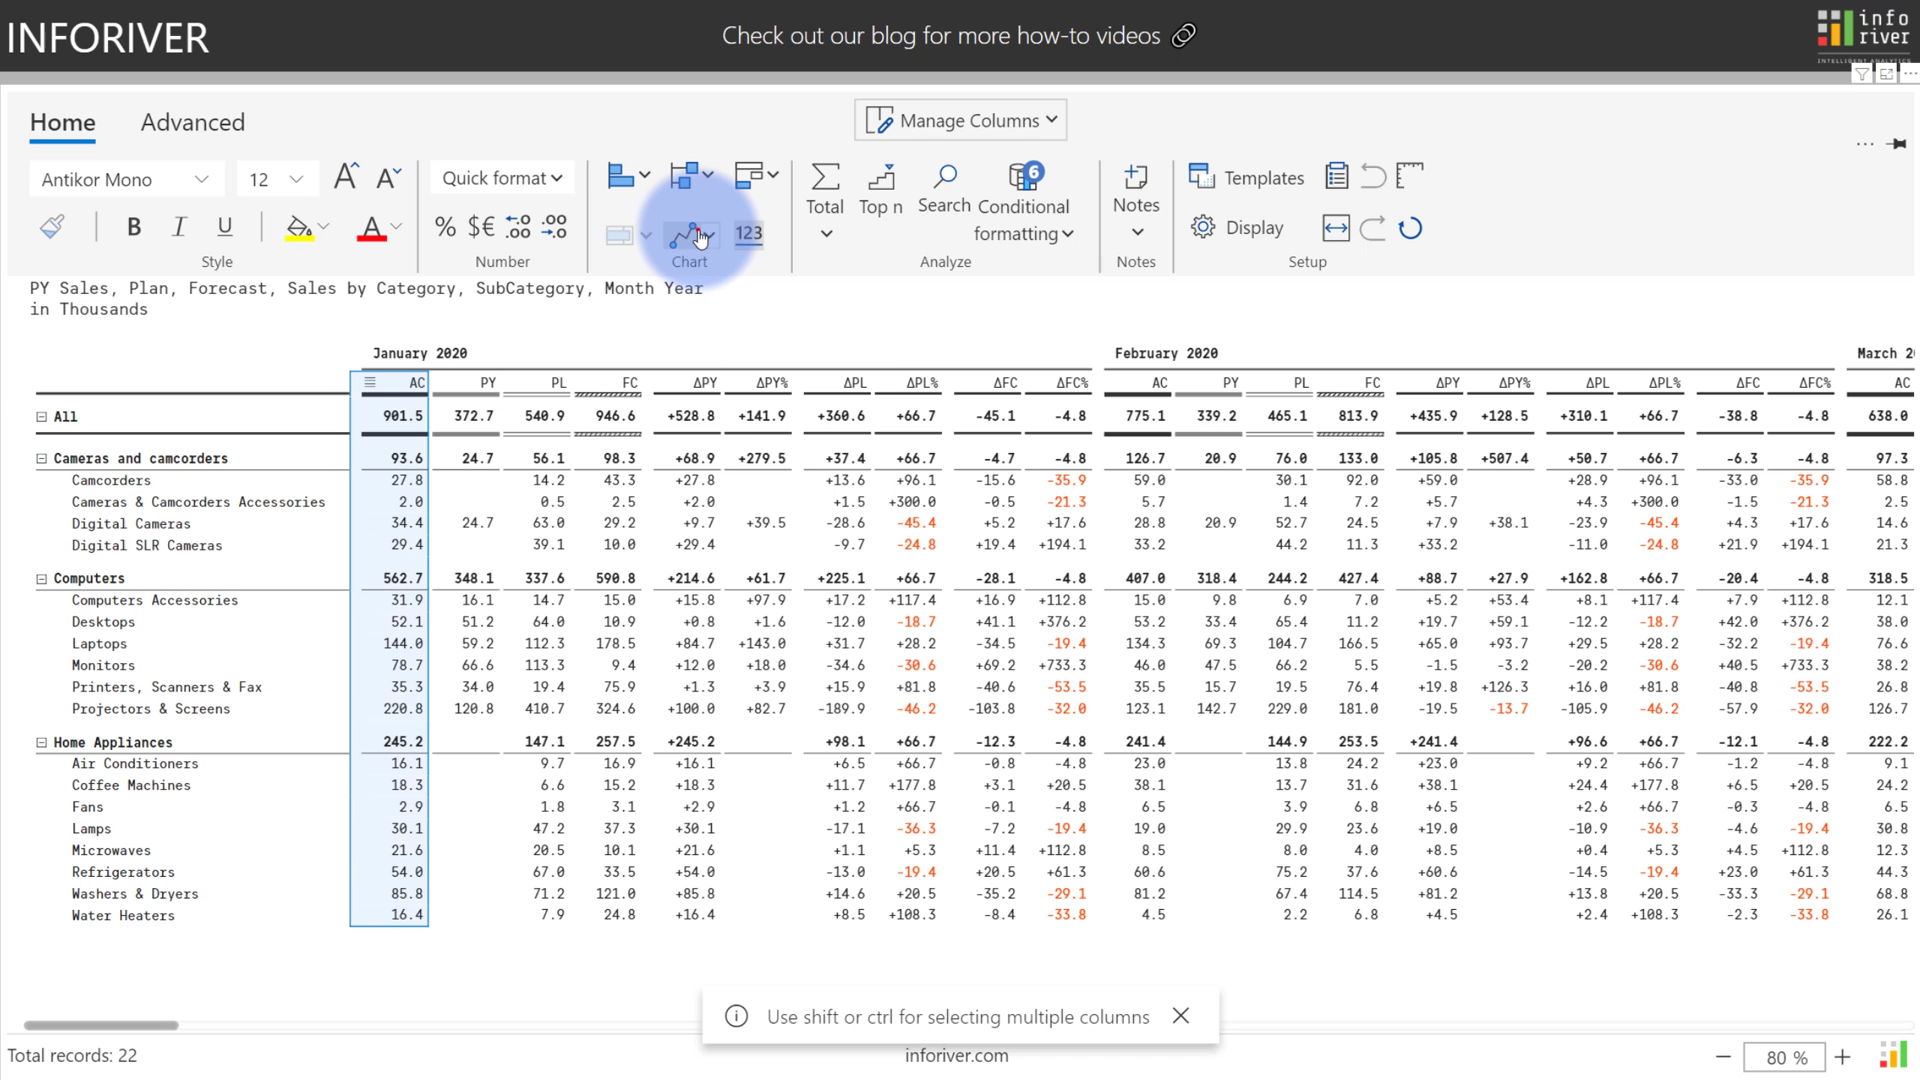 INFORIVER
Check out our blog for more how-to videos
info
river
INTELLIGENT ANALYTICS
Home Advanced
Manage Columns
Antikor Mono 12 A A Quick format
Total Top n Search Conditional formatting 6
Notes
Templates
B I U A % $€ .0 .00 .00 .0 123
Display
Style Number Chart Analyze Notes Setup
PY Sales, Plan, Forecast, Sales by Category, SubCategory, Month Year
in Thousands
January 2020 February 2020 March 2
AC PY PL FC ΔPY ΔPY% ΔPL ΔPL% ΔFC ΔFC% AC PY PL FC ΔPY ΔPY% ΔPL ΔPL% ΔFC ΔFC% AC
All 901.5 372.7 540.9 946.6 +528.8 +141.9 +360.6 +66.7 -45.1 -4.8 775.1 339.2 465.1 813.9 +435.9 +128.5 +310.1 +66.7 -38.8 -4.8 638.0
Cameras and camcorders 93.6 24.7 56.1 98.3 +68.9 +279.5 +37.4 +66.7 -4.7 -4.8 126.7 20.9 76.0 133.0 +105.8 +507.4 +50.7 +66.7 -6.3 -4.8 97.3
Camcorders 27.8 14.2 43.3 +27.8 +13.6 +96.1 -15.6 -35.9 59.0 30.1 92.0 +59.0 +28.9 +96.1 -33.0 -35.9 58.8
Cameras & Camcorders Accessories 2.0 0.5 2.5 +2.0 +1.5 +300.0 -0.5 -21.3 5.7 1.4 7.2 +5.7 +4.3 +300.0 -1.5 -21.3 2.5
Digital Cameras 34.4 24.7 63.0 29.2 +9.7 +39.5 -28.6 -45.4 +5.2 +17.6 28.8 20.9 52.7 24.5 +7.9 +38.1 -23.9 -45.4 +4.3 +17.6 14.6
Digital SLR Cameras 29.4 39.1 10.0 +29.4 -9.7 -24.8 +19.4 +194.1 33.2 44.2 11.3 +33.2 -11.0 -24.8 +21.9 +194.1 21.3
Computers 562.7 348.1 337.6 590.8 +214.6 +61.7 +225.1 +66.7 -28.1 -4.8 407.0 318.4 244.2 427.4 +88.7 +27.9 +162.8 +66.7 -20.4 -4.8 318.5
Computers Accessories 31.9 16.1 14.7 15.0 +15.8 +97.9 +17.2 +117.4 +16.9 +112.8 15.0 9.8 6.9 7.0 +5.2 +53.4 +8.1 +117.4 +7.9 +112.8 12.1
Desktops 52.1 51.2 64.0 10.9 +0.8 +1.6 -12.0 -18.7 +41.1 +376.2 53.2 33.4 65.4 11.2 +19.7 +59.1 -12.2 -18.7 +42.0 +376.2 38.0
Laptops 144.0 59.2 112.3 178.5 +84.7 +143.0 +31.7 +28.2 -34.5 -19.4 134.3 69.3 104.7 166.5 +65.0 +93.7 +29.5 +28.2 -32.2 -19.4 76.6
Monitors 78.7 66.6 113.3 9.4 +12.0 +18.0 -34.6 -30.6 +69.2 +733.3 46.0 47.5 66.2 5.5 -1.5 -3.2 -20.2 -30.6 +40.5 +733.3 38.2
Printers, Scanners & Fax 35.3 34.0 19.4 75.9 +1.3 +3.9 +15.9 +81.8 -40.6 -53.5 35.5 15.7 19.5 76.4 +19.8 +126.3 +16.0 +81.8 -40.8 -53.5 26.8
Projectors & Screens 220.8 120.8 410.7 324.6 +100.0 +82.7 -189.9 -46.2 -103.8 -32.0 123.1 142.7 229.0 181.0 -19.5 -13.7 -105.9 -46.2 -57.9 -32.0 126.7
Home Appliances 245.2 147.1 257.5 +245.2 +98.1 +66.7 -12.3 -4.8 241.4 144.9 253.5 +241.4 +96.6 +66.7 -12.1 -4.8 222.2
Air Conditioners 16.1 9.7 16.9 +16.1 +6.5 +66.7 -0.8 -4.8 23.0 13.8 24.2 +23.0 +9.2 +66.7 -1.2 -4.8 9.1
Coffee Machines 18.3 6.6 15.2 +18.3 +11.7 +177.8 +3.1 +20.5 38.1 13.7 31.6 +38.1 +24.4 +177.8 +6.5 +20.5 24.2
Fans 2.9 1.8 3.1 +2.9 +1.2 +66.7 -0.1 -4.8 6.5 3.9 6.8 +6.5 +2.6 +66.7 -0.3 -4.8 6.5
Lamps 30.1 47.2 37.3 +30.1 -17.1 -36.3 -7.2 -19.4 19.0 29.9 23.6 +19.0 -10.9 -36.3 -4.6 -19.4 30.8
Microwaves 21.6 20.5 10.1 +21.6 +1.1 +5.3 +11.4 +112.8 8.5 8.0 4.0 +8.5 +0.4 +5.3 +4.5 +112.8 12.3
Refrigerators 54.0 67.0 33.5 +54.0 -13.0 -19.4 +20.5 +61.3 60.6 75.2 37.6 +60.6 -14.5 -19.4 +23.0 +61.3 44.3
Washers & Dryers 85.8 71.2 121.0 +85.8 +14.6 +20.5 -35.2 -29.1 81.2 67.4 114.5 +81.2 +13.8 +20.5 -33.3 -29.1 68.8
Water Heaters 16.4 7.9 24.8 +16.4 +8.5 +108.3 -8.4 -33.8 4.5 2.2 6.8 +4.5 +2.4 +108.3 -2.3 -33.8 26.1
Use shift or ctrl for selecting multiple columns
Total records: 22
inforiver.com
80 %